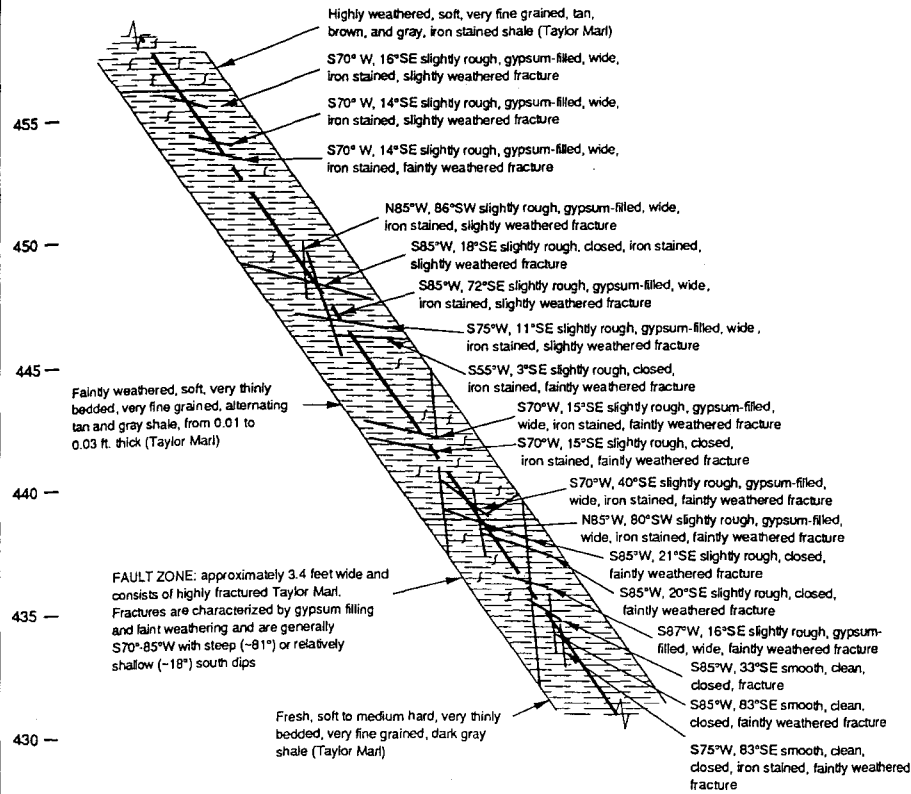 Highly weathered, soft, very fine grained, tan,
brown, and gray, iron stained shale (Taylor Marl)
S70° W, 16°SE slightly rough, gypsum-filled, wide,
iron stained, slightly weathered fracture
455
S70° W, 14°SE slightly rough, gypsum-filled, wide,
iron stained, slightly weathered fracture
S70° W, 14°SE slightly rough, gypsum-filled, wide,
iron stained, faintly weathered fracture
N85°W, 86°SW slightly rough, gypsum-filled, wide,
iron stained, slightly weathered fracture
450
S85°W, 18°SE slightly rough, closed, iron stained,
slightly weathered fracture
S85°W, 72°SE slightly rough, gypsum-filled, wide,
iron stained, slightly weathered fracture
S75°W, 11°SE slightly rough, gypsum-filled, wide ,
iron stained, slightly weathered fracture
445
S55°W, 3°SE slightly rough, closed,
iron stained, faintly weathered fracture
Faintly weathered, soft, very thinly
bedded, very fine grained, alternating
tan and gray shale, from 0.01 to
0.03 ft. thick (Taylor Marl)
S70°W, 15°SE slightly rough, gypsum-filled,
wide, iron stained, faintly weathered fracture
S70°W, 15°SE slightly rough, closed,
iron stained, faintly weathered fracture
440
S70°W, 40°SE slightly rough, gypsum-filled,
wide, iron stained, faintly weathered fracture
N85°W, 80°SW slightly rough, gypsum-filled,
wide, iron stained, faintly weathered fracture
S85°W, 21°SE slightly rough, closed,
faintly weathered fracture
S85°W, 20°SE slightly rough, closed,
faintly weathered fracture
FAULT ZONE: approximately 3.4 feet wide and
consists of highly fractured Taylor Marl.
Fractures are characterized by gypsum filling
and faint weathering and are generally
S70°-85°W with steep (~81°) or relatively
shallow (~18°) south dips
435
S87°W, 16°SE slightly rough, gypsum-
filled, wide, faintly weathered fracture
S85°W, 33°SE smooth, clean,
closed, fracture
S85°W, 83°SE smooth, clean,
closed, faintly weathered fracture
Fresh, soft to medium hard, very thinly
bedded, very fine grained, dark gray
shale (Taylor Marl)
430
S75°W, 83°SE smooth, clean,
closed, iron stained, faintly weathered
fracture